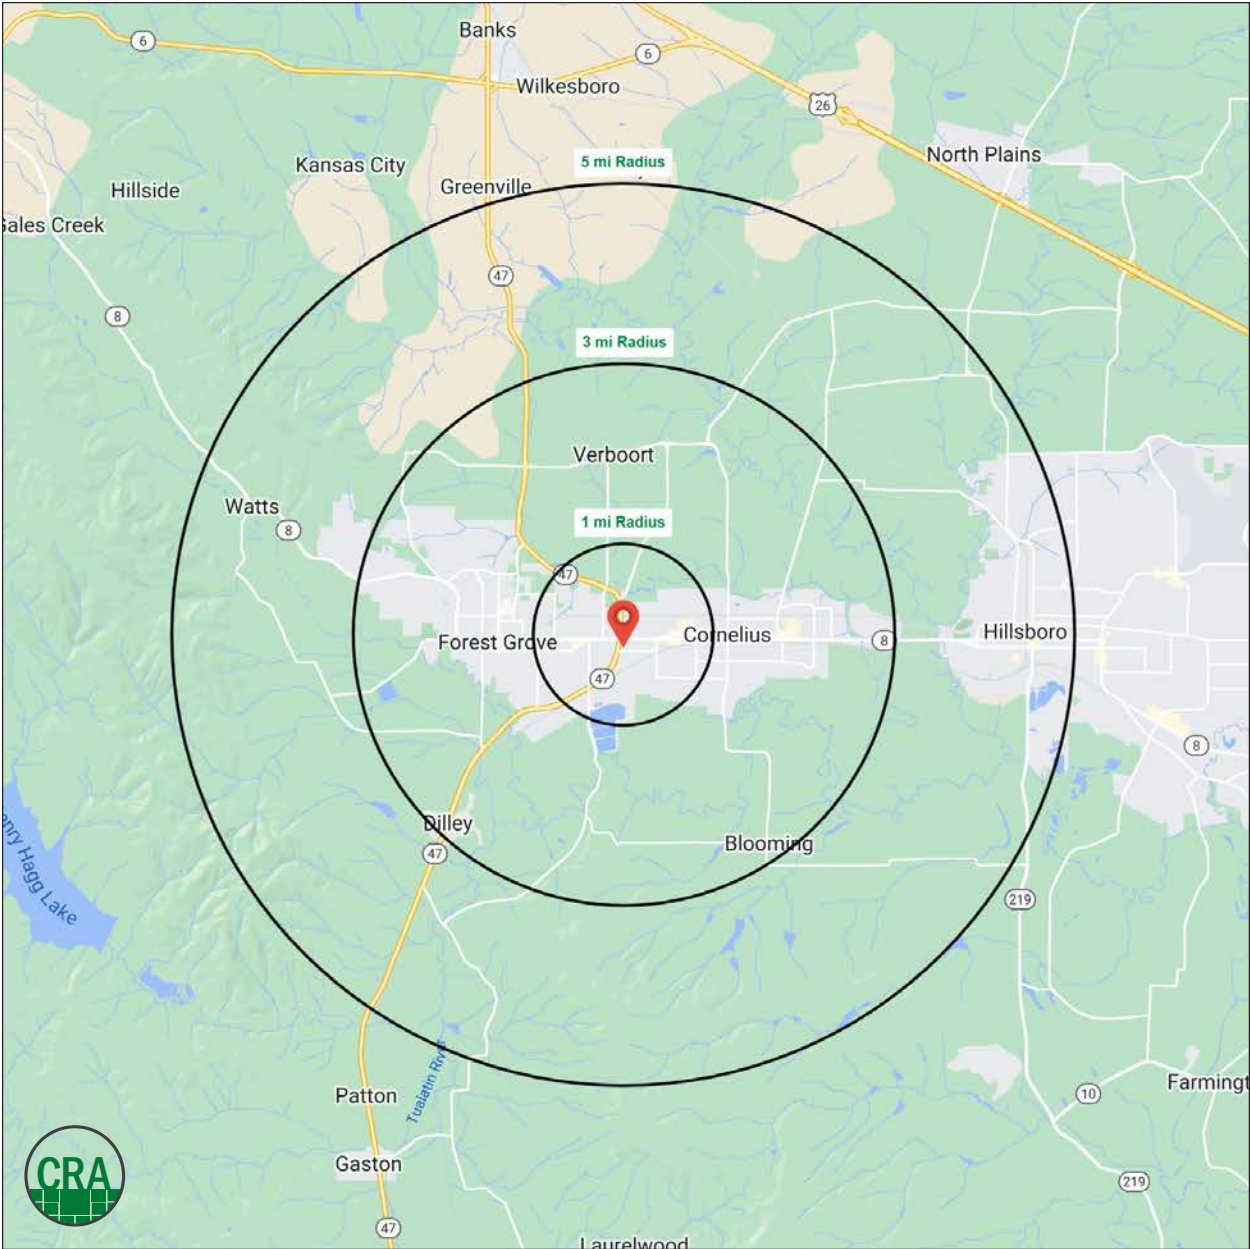 Banks
6
6
Wilkesboro
26
North Plains
5 mi Radius
Kansas City
Greenville
Hillside
Gales Creek
47
8
3 mi Radius
Verboort
Watts
8
1 mi Radius
47
Forest Grove
Cornelius
8
Hillsboro
47
8
Dilley
47
Blooming
enry Hagg Lake
219
Tualatin River
Patton
10
Farmingt
CRA
Gaston
219
47
Laurelwood